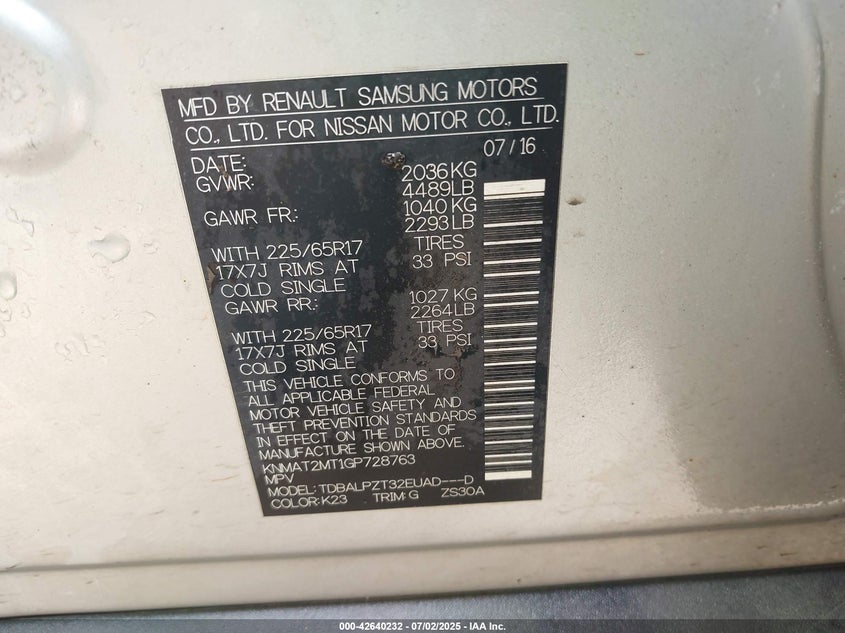 MFD BY RENAULT SAMSUNG MOTORS
CO., LTD. FOR NISSAN MOTOR CO., LTD.
DATE: 07/16
GVWR: 2036KG
4489LB
GAWR FR.: 1040KG
2293LB
WITH 225/65R17 TIRES
17X7J RIMS AT 33 PSI
COLD SINGLE
GAWR RR.: 1027KG
2264LB
WITH 225/65R17 TIRES
17X7J RIMS AT 33 PSI
COLD SINGLE
THIS VEHICLE CONFORMS TO
ALL APPLICABLE FEDERAL
MOTOR VEHICLE SAFETY AND
THEFT PREVENTION STANDARDS
IN EFFECT ON THE DATE OF
MANUFACTURE SHOWN ABOVE.
KNMAT2MT1GP728763
MPV
MODEL: TDBALPZT32EUAD---D
COLOR: K23 TRIM: G ZS30A
000-42640232 - 07/02/2025 - IAA Inc.